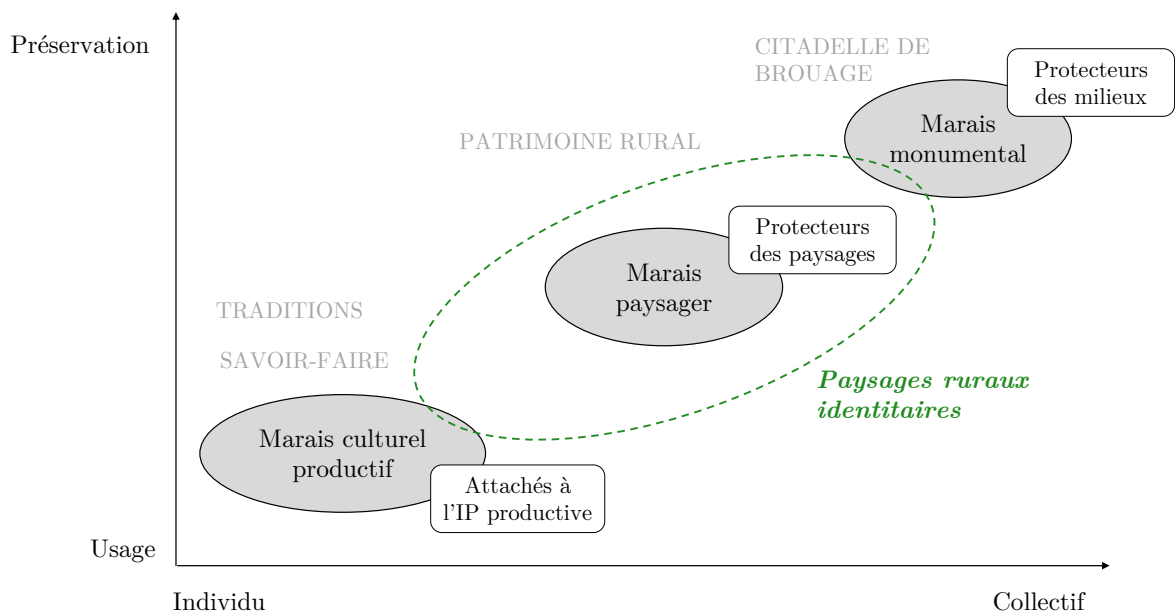 Préservation
CITADELLE DE
BROUAGE
Protecteurs
des milieux
Marais
monumental
PATRIMOINE RURAL
Protecteurs
des paysages
Marais
paysager
TRADITIONS
SAVOIR-FAIRE
Paysages ruraux
identitaires
Marais culturel
productif
Attachés à
l'IP productive
Usage
Individu
Collectif